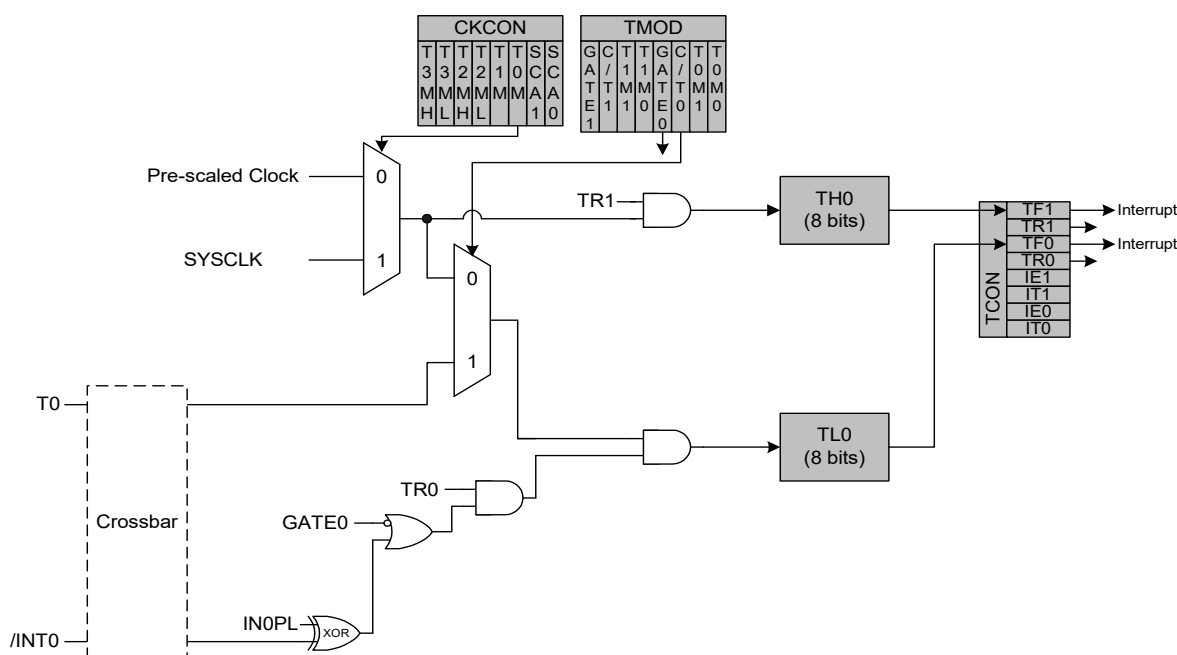 CKCON
T3MH T3ML T2MH T2ML T1M T0M SCA1 SCA0
TMOD
GATE1 C/T1 T1M1 T1M0 GATE0 C/T0 T0M1 T0M0
Pre-scaled Clock
0
SYSCLK
1
0
1
TR1
TH0
(8 bits)
TCON
TF1
TR1
TF0
TR0
IE1
IT1
IE0
IT0
Interrupt
Interrupt
T0
Crossbar
/INT0
TL0
(8 bits)
TR0
GATE0
IN0PL
XOR